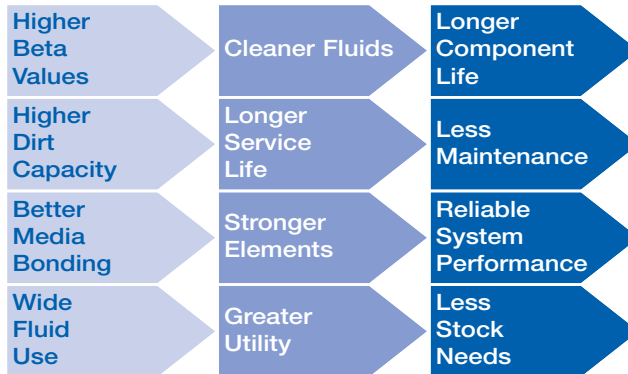 Higher
Beta
Values
Cleaner Fluids
Longer
Component
Life
Higher
Dirt
Capacity
Longer
Service
Life
Less
Maintenance
Better
Media
Bonding
Stronger
Elements
Reliable
System
Performance
Wide
Fluid
Use
Greater
Utility
Less
Stock
Needs